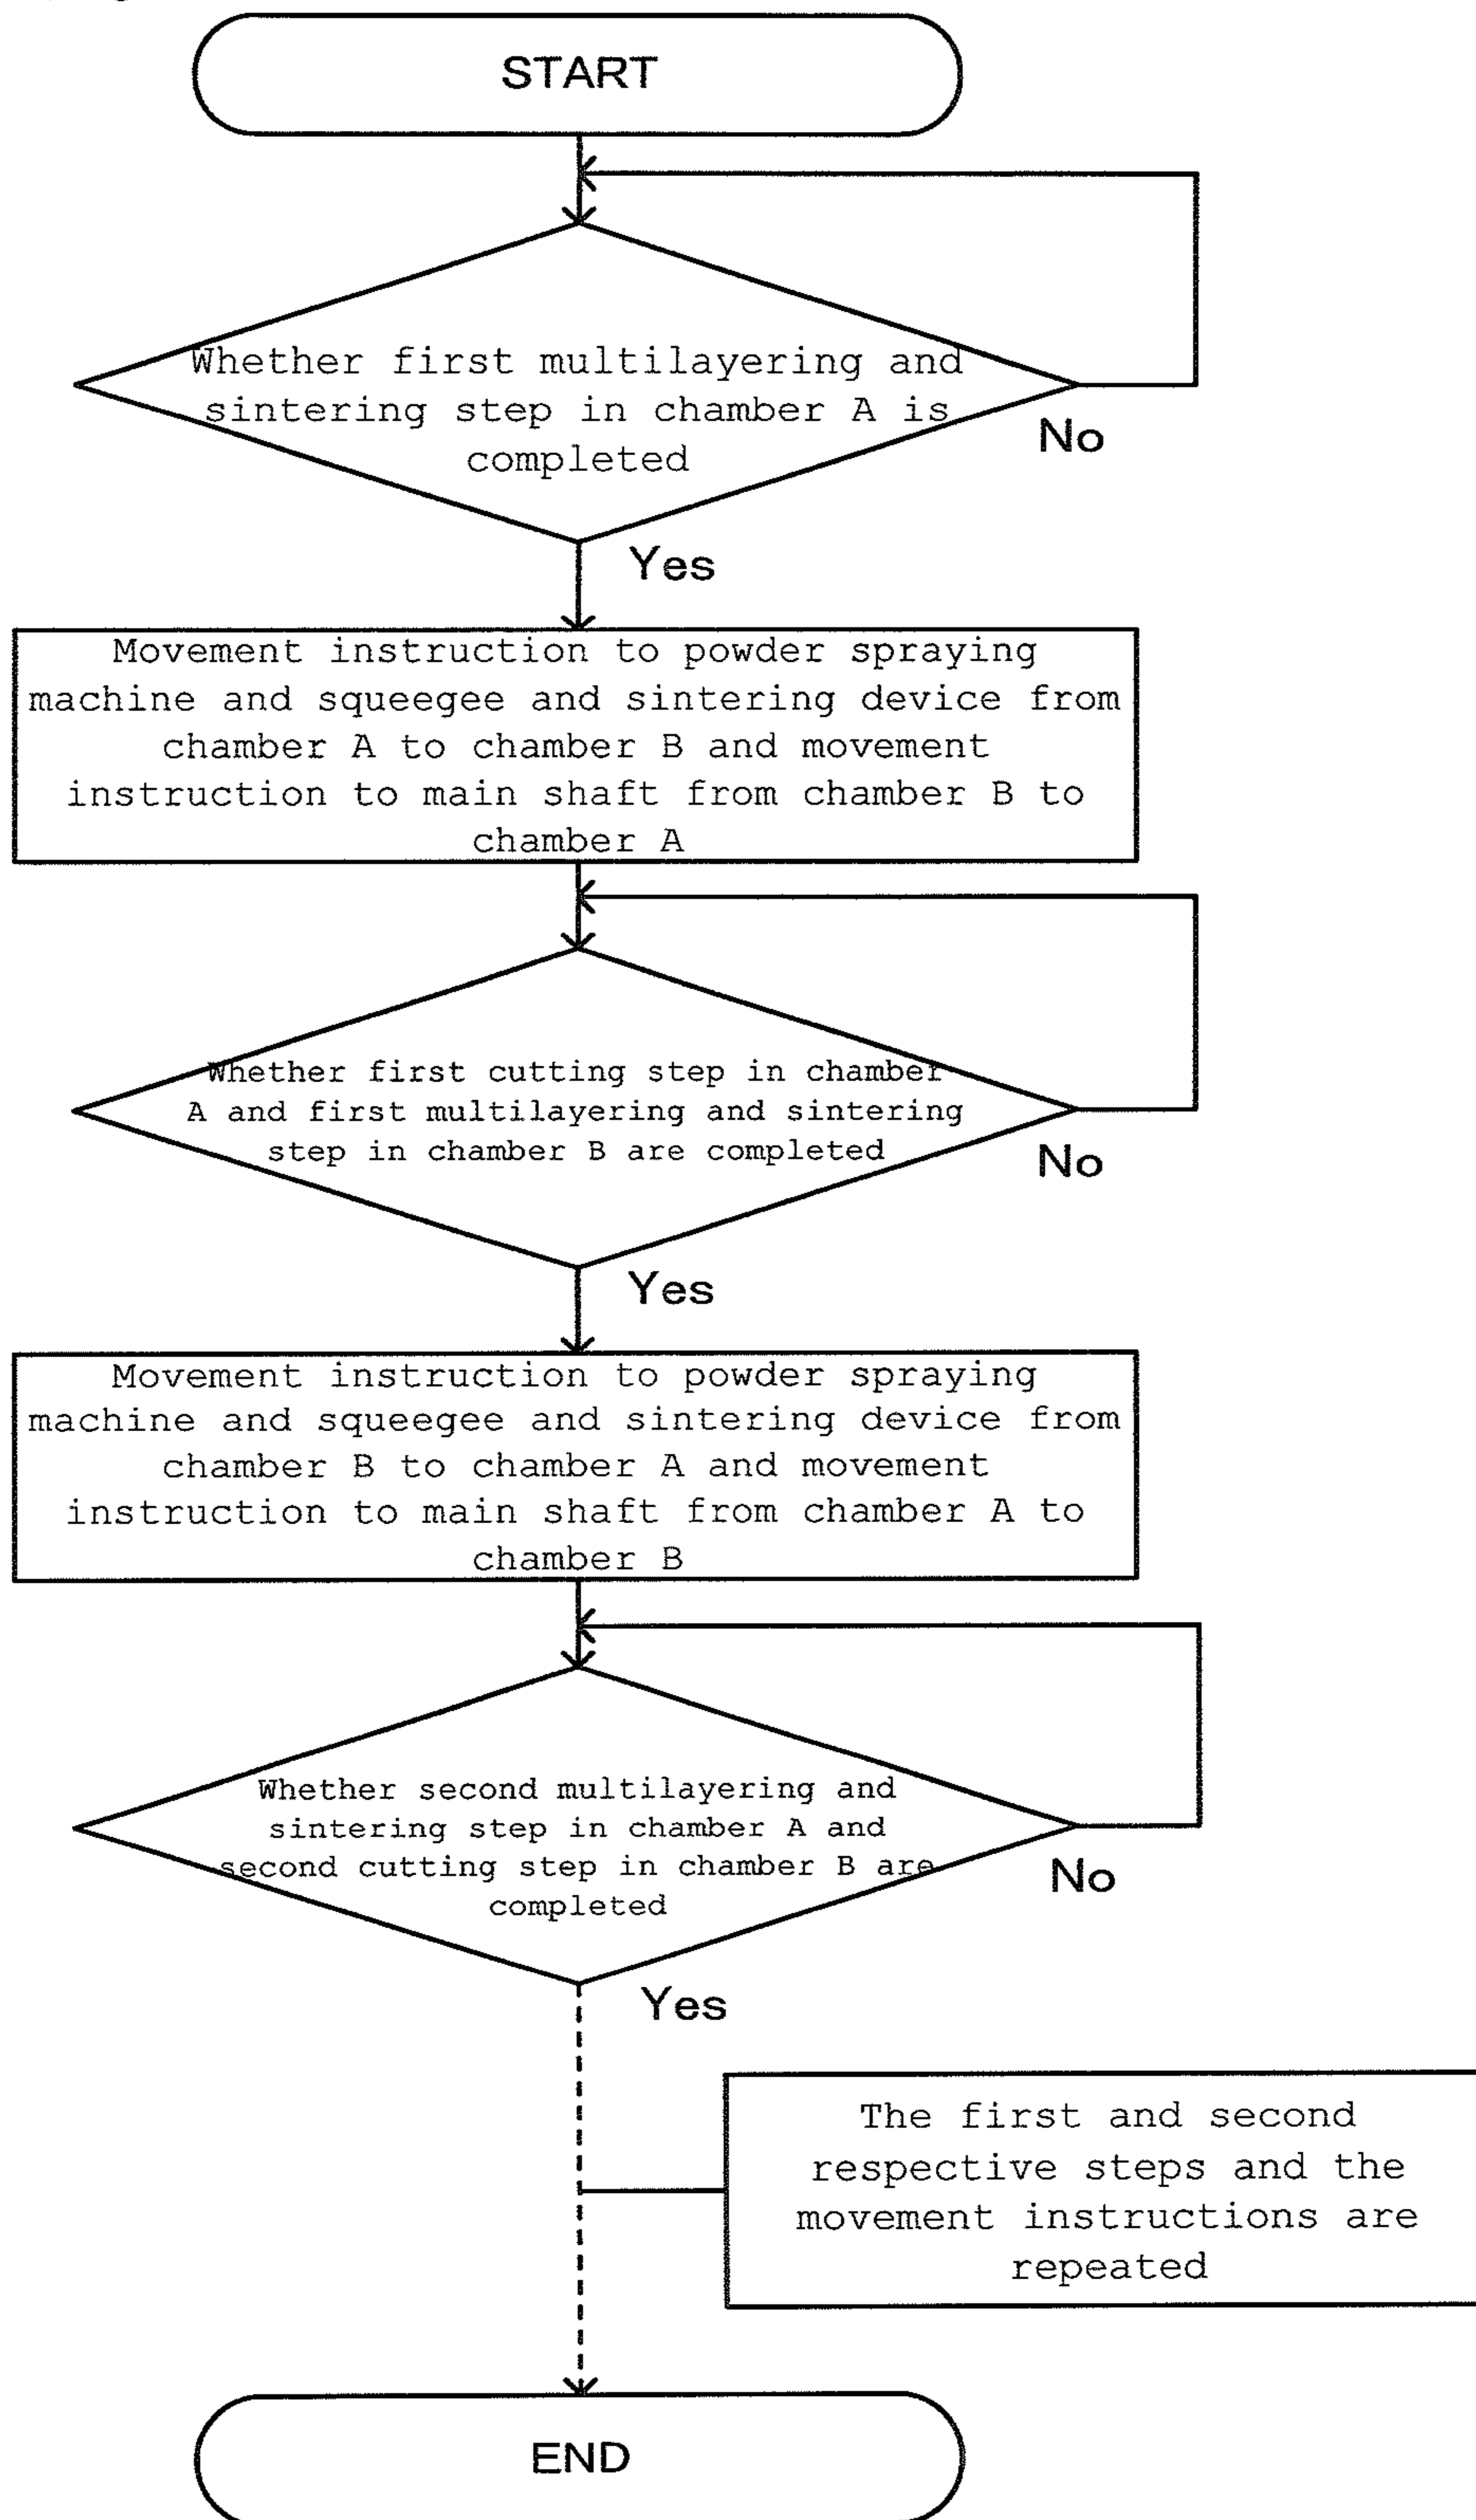 START
Whether first multilayering and
sintering step in chamber A is
completed
No
Yes
Movement instruction to powder spraying
machine and squeegee and sintering device from
chamber A to chamber B and movement
instruction to main shaft from chamber B to
chamber A
Whether first cutting step in chamber
A and first multilayering and sintering
step in chamber B are completed
No
Yes
Movement instruction to powder spraying
machine and squeegee and sintering device from
chamber B to chamber A and movement
instruction to main shaft from chamber A to
chamber B
Whether second multilayering and
sintering step in chamber A and
second cutting step in chamber B are
completed
No
Yes
The first and second
respective steps and the
movement instructions are
repeated
END